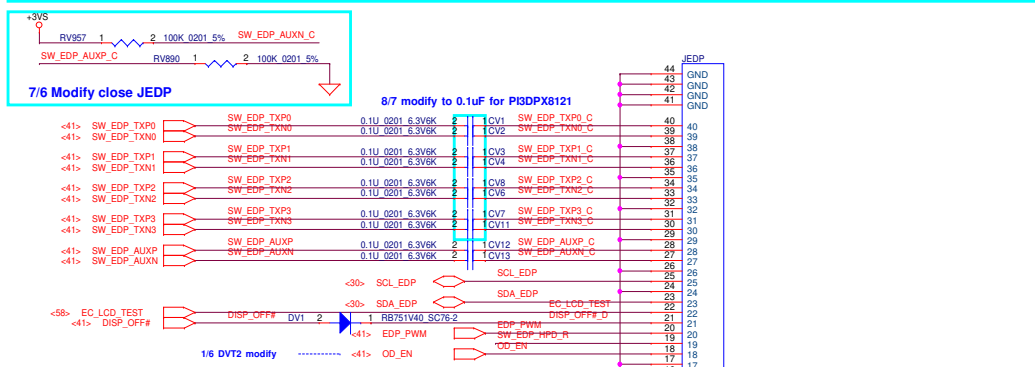 +3VS
RV957 1 2 100K_0201_5% SW_EDP_AUXN_C
SW_EDP_AUXP_C RV890 1 2 100K_0201_5%
7/6 Modify close JEDP
8/7 modify to 0.1uF for PI3DPX8121
JEDP
44 GND
43 GND
42 GND
41 GND
<41> SW_EDP_TXP0 SW_EDP_TXP0 0.1U_0201_6.3V6K 2 1 CV1 SW_EDP_TXP0_C 40 40
<41> SW_EDP_TXN0 SW_EDP_TXN0 0.1U_0201_6.3V6K 2 1 CV2 SW_EDP_TXN0_C 39 39
38 38
<41> SW_EDP_TXP1 SW_EDP_TXP1 0.1U_0201_6.3V6K 2 1 CV3 SW_EDP_TXP1_C 37 37
<41> SW_EDP_TXN1 SW_EDP_TXN1 0.1U_0201_6.3V6K 2 1 CV4 SW_EDP_TXN1_C 36 36
35 35
<41> SW_EDP_TXP2 SW_EDP_TXP2 0.1U_0201_6.3V6K 2 1 CV8 SW_EDP_TXP2_C 34 34
<41> SW_EDP_TXN2 SW_EDP_TXN2 0.1U_0201_6.3V6K 2 1 CV6 SW_EDP_TXN2_C 33 33
32 32
<41> SW_EDP_TXP3 SW_EDP_TXP3 0.1U_0201_6.3V6K 2 1 CV7 SW_EDP_TXP3_C 31 31
<41> SW_EDP_TXN3 SW_EDP_TXN3 0.1U_0201_6.3V6K 2 1 CV11 SW_EDP_TXN3_C 30 30
29 29
<41> SW_EDP_AUXP SW_EDP_AUXP 0.1U_0201_6.3V6K 2 1 CV12 SW_EDP_AUXP_C 28 28
<41> SW_EDP_AUXN SW_EDP_AUXN 0.1U_0201_6.3V6K 2 1 CV13 SW_EDP_AUXN_C 27 27
26 26
<30> SCL_EDP SCL_EDP 25 25
24 24
<30> SDA_EDP SDA_EDP 23 23
<58> EC_LCD_TEST EC_LCD_TEST 22 22
<41> DISP_OFF# DISP_OFF# DV1 2 1 RB751V40_SC76-2 DISP_OFF#_D 21 21
<41> EDP_PWM EDP_PWM 20 20
SW_EDP_HPD_R 19 19
1/6 DVT2 modify <41> OD_EN OD_EN 18 18
17 17